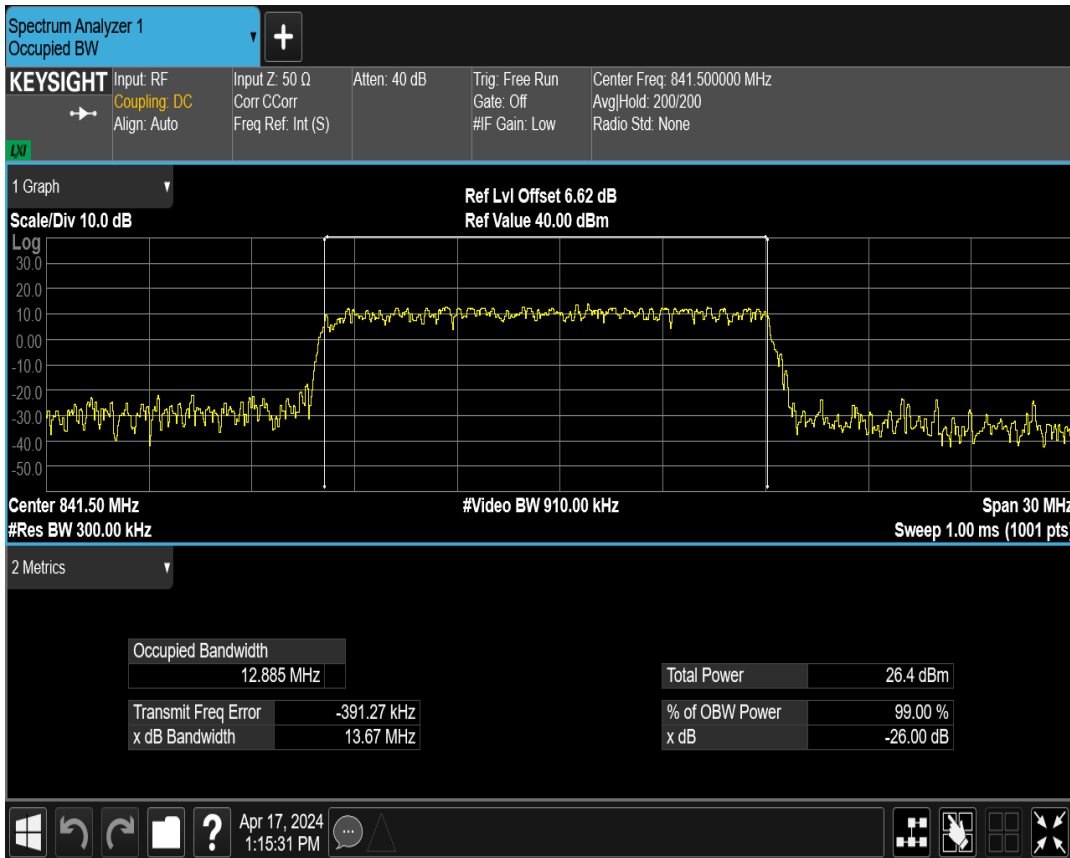 Spectrum Analyzer 1
Occupied BW
+
KEYSIGHT
LXI
Input: RF
Coupling: DC
Align: Auto
Input Z: 50 Ω
Corr CCorr
Freq Ref: Int (S)
Atten: 40 dB
Trig: Free Run
Gate: Off
#IF Gain: Low
Center Freq: 841.500000 MHz
Avg|Hold: 200/200
Radio Std: None
1 Graph
Ref Lvl Offset 6.62 dB
Scale/Div 10.0 dB
Ref Value 40.00 dBm
Log
30.0
20.0
10.0
0.00
-10.0
-20.0
-30.0
-40.0
-50.0
Center 841.50 MHz
#Video BW 910.00 kHz
Span 30 MHz
#Res BW 300.00 kHz
Sweep 1.00 ms (1001 pts)
2 Metrics
Occupied Bandwidth
12.885 MHz
Total Power 26.4 dBm
Transmit Freq Error -391.27 kHz
% of OBW Power 99.00 %
x dB Bandwidth 13.67 MHz
x dB -26.00 dB
?
Apr 17, 2024
1:15:31 PM